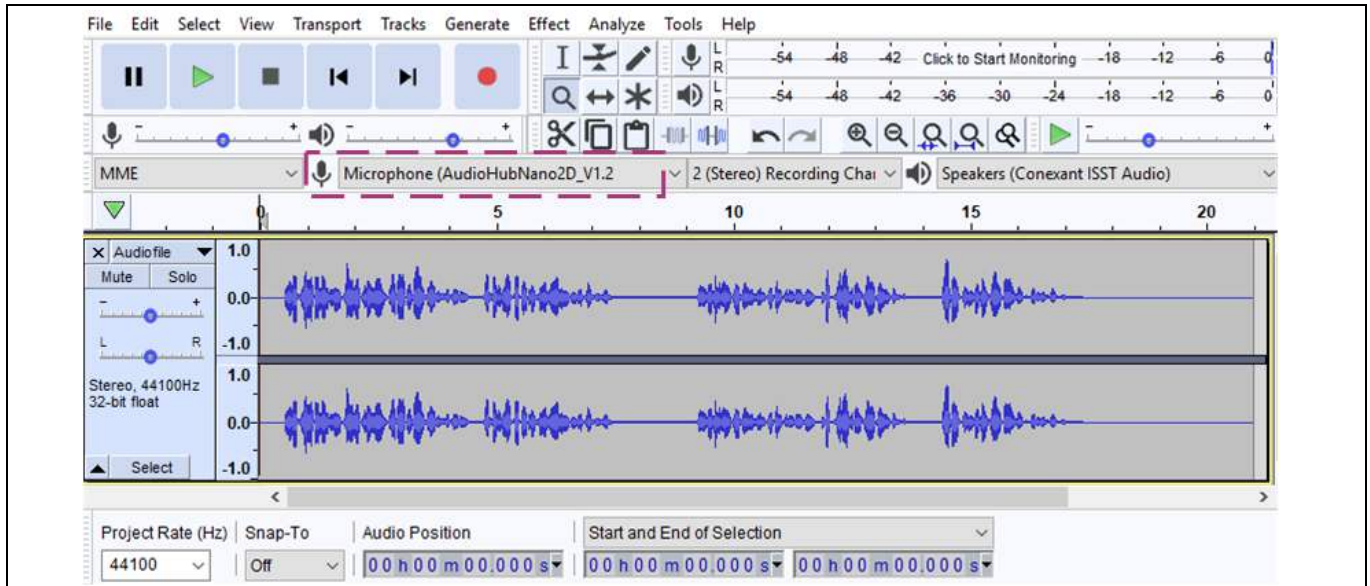 File Edit Select View Transport Tracks Generate Effect Analyze Tools Help
L
R
-54 -48 -42 Click to Start Monitoring -18 -12 -6 0
L
R
-54 -48 -42 -36 -30 -24 -18 -12 -6 0
MME Microphone (AudioHubNano2D_V1.2 2 (Stereo) Recording Chai Speakers (Conexant ISST Audio)
0 5 10 15 20
X Audiofile 1.0
Mute Solo
- + 0.0
L R -1.0
Stereo, 44100Hz 1.0
32-bit float
0.0
Select -1.0
Project Rate (Hz) Snap-To Audio Position Start and End of Selection
44100 Off 00 h 00 m 00.000 s 00 h 00 m 00.000 s 00 h 00 m 00.000 s